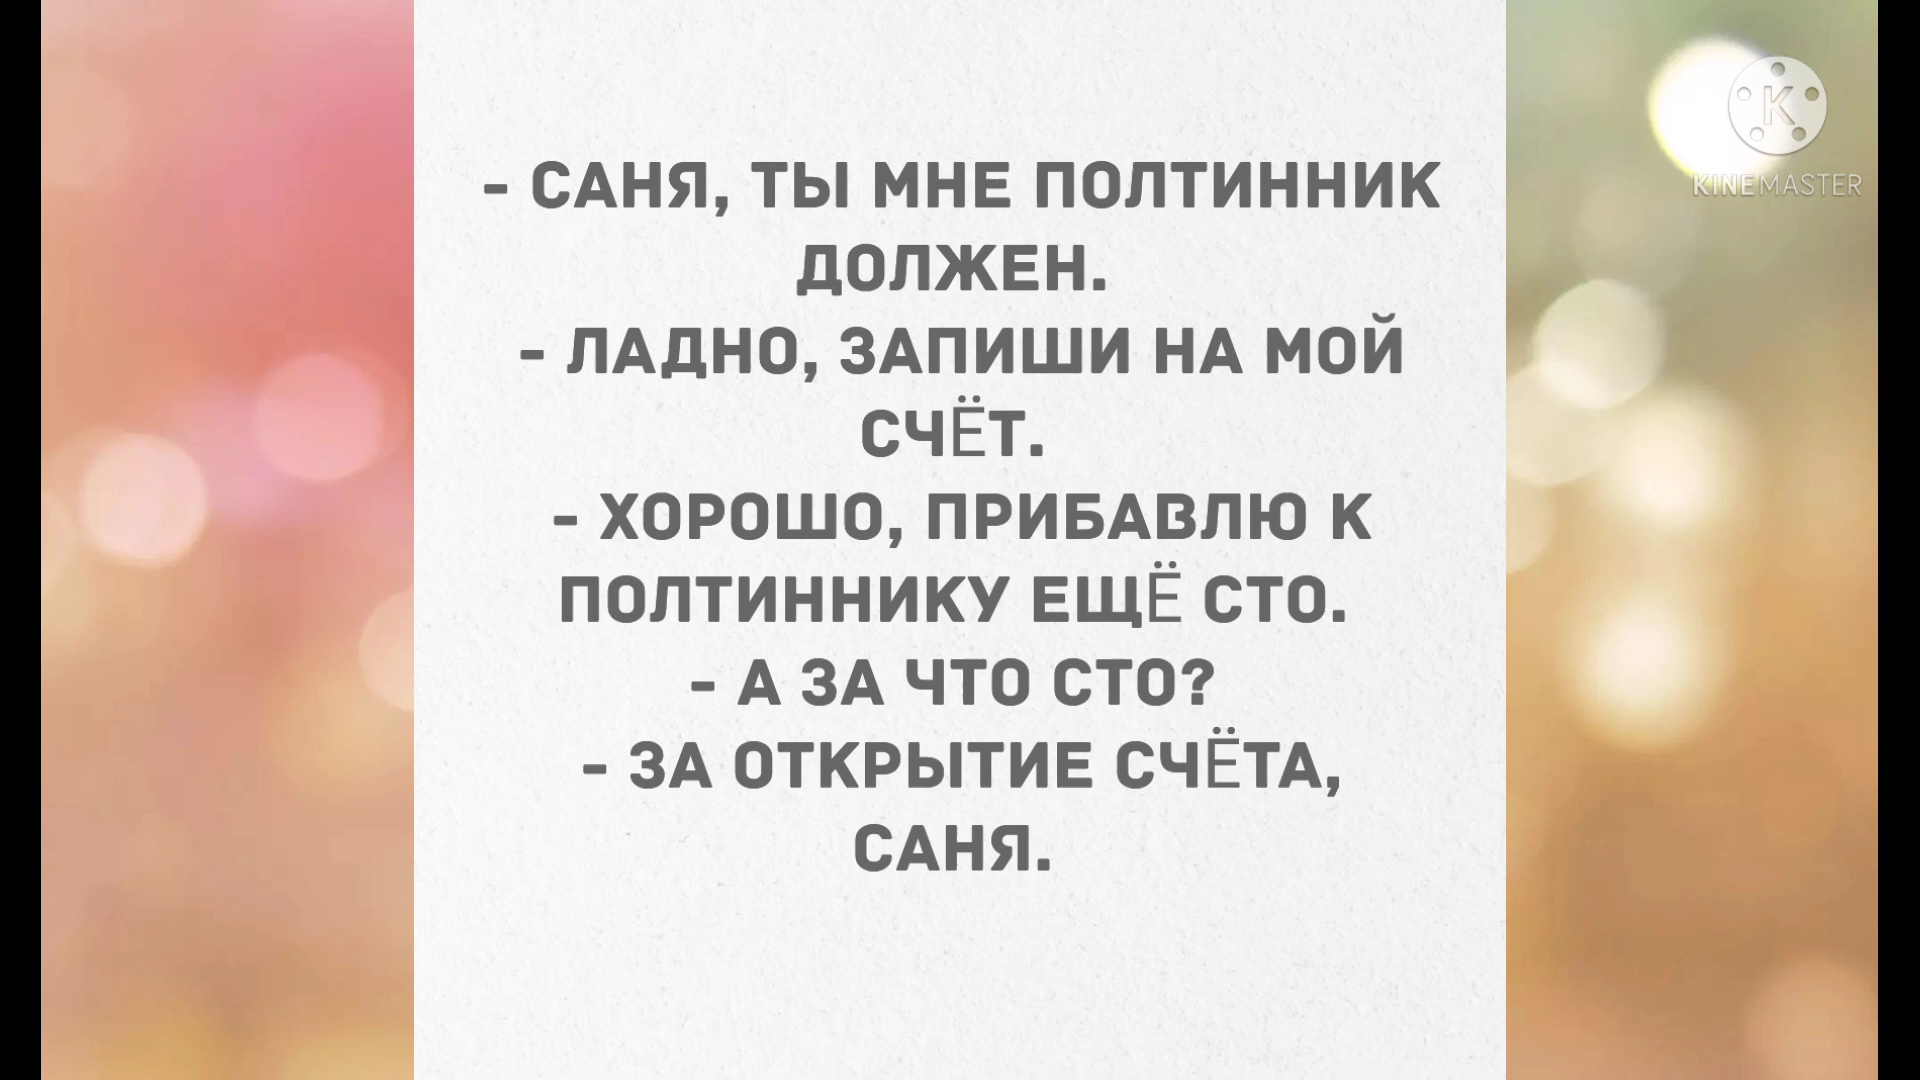 - САНЯ, ТЫ МНЕ ПОЛТИННИК
ДОЛЖЕН.
- ЛАДНО, ЗАПИШИ НА МОЙ
СЧЁТ.
- ХОРОШО, ПРИБАВЛЮ К
ПОЛТИННИКУ ЕЩЁ СТО.
- А ЗА ЧТО СТО?
- ЗА ОТКРЫТИЕ СЧЁТА,
САНЯ.
K
KINEMASTER